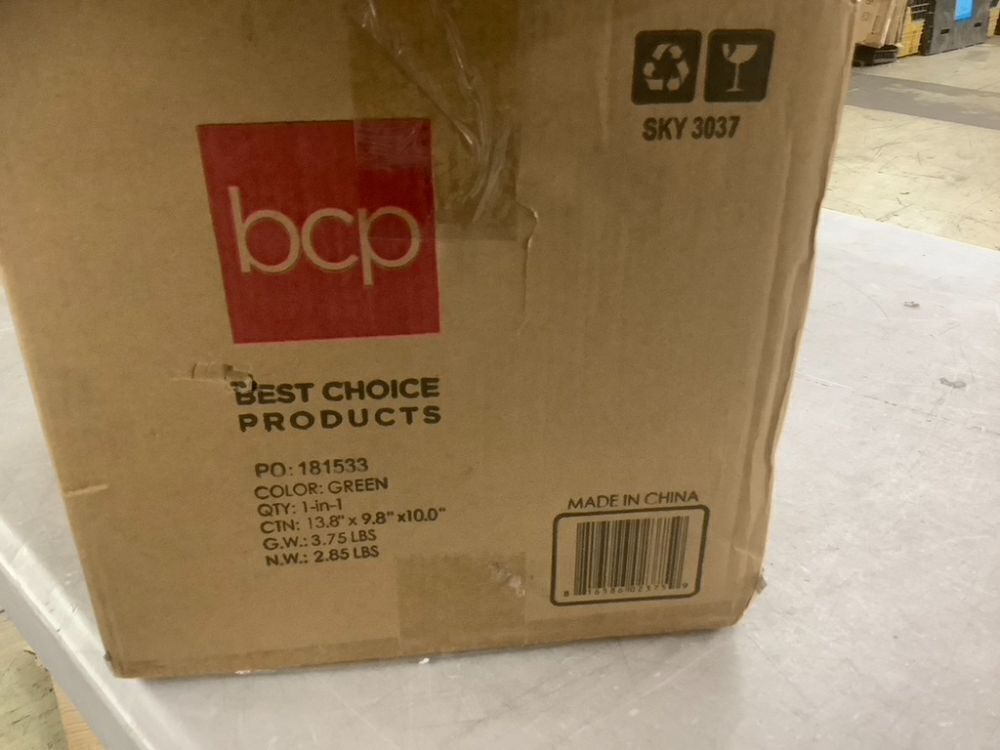 SKY 3037
bcp
BEST CHOICE
PRODUCTS
PO: 181533
COLOR: GREEN
QTY: 1-in-1
CTN: 13.8" x 9.8" x10.0"
G.W.: 3.75 LBS
N.W.: 2.85 LBS
MADE IN CHINA